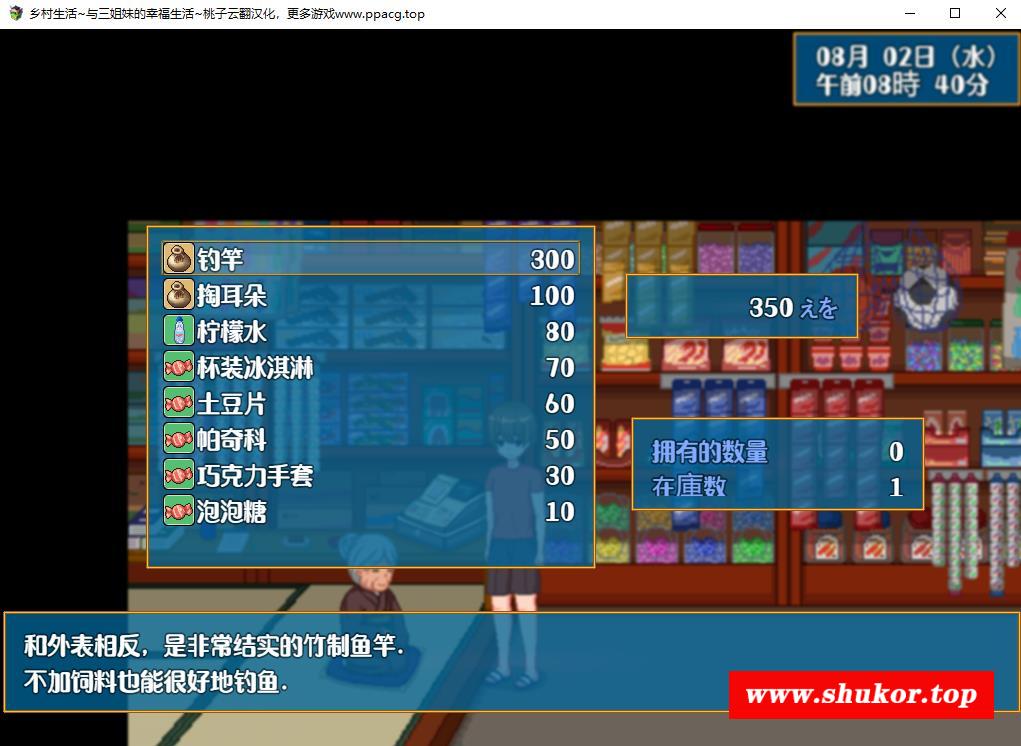 乡村生活~与三姐妹的幸福生活~桃子云翻汉化，更多游戏www.ppacg.top
08月 02日（水）
午前08時 40分
钓竿 300
掏耳朵 100
柠檬水 80
杯装冰淇淋 70
土豆片 60
帕奇科 50
巧克力手套 30
泡泡糖 10
350 えを
拥有的数量 0
在庫数 1
和外表相反，是非常结实的竹制鱼竿.
不加饲料也能很好地钓鱼.
www.shukor.top